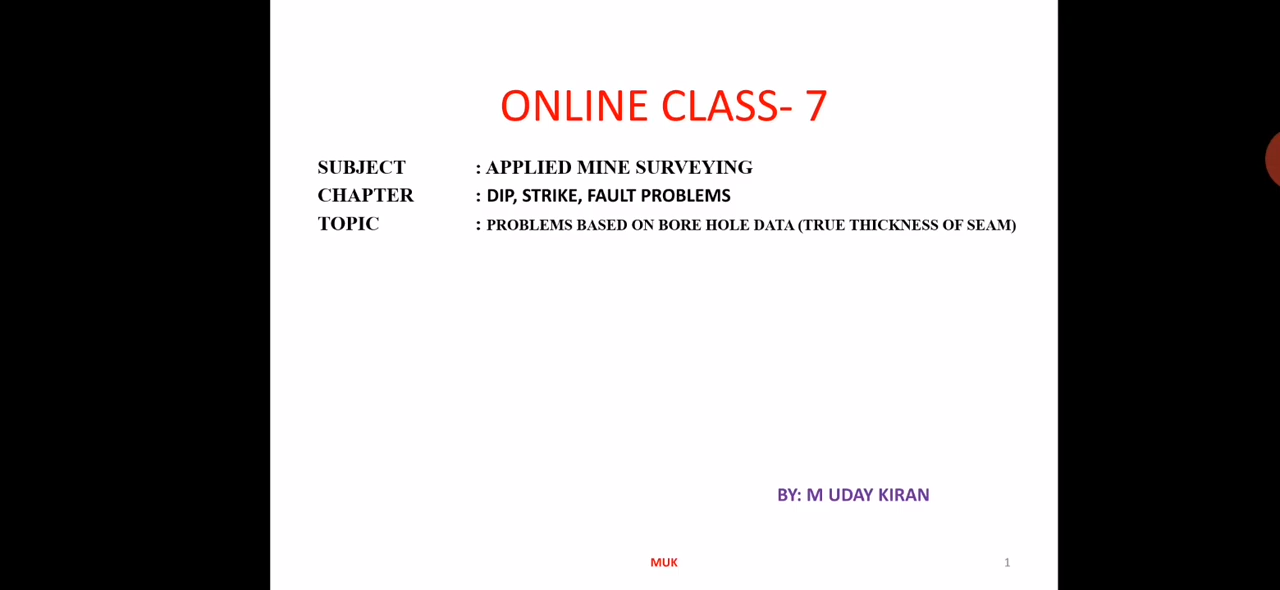 ONLINE CLASS- 7
SUBJECT : APPLIED MINE SURVEYING
CHAPTER : DIP, STRIKE, FAULT PROBLEMS
TOPIC : PROBLEMS BASED ON BORE HOLE DATA (TRUE THICKNESS OF SEAM)
BY: M UDAY KIRAN
MUK 1